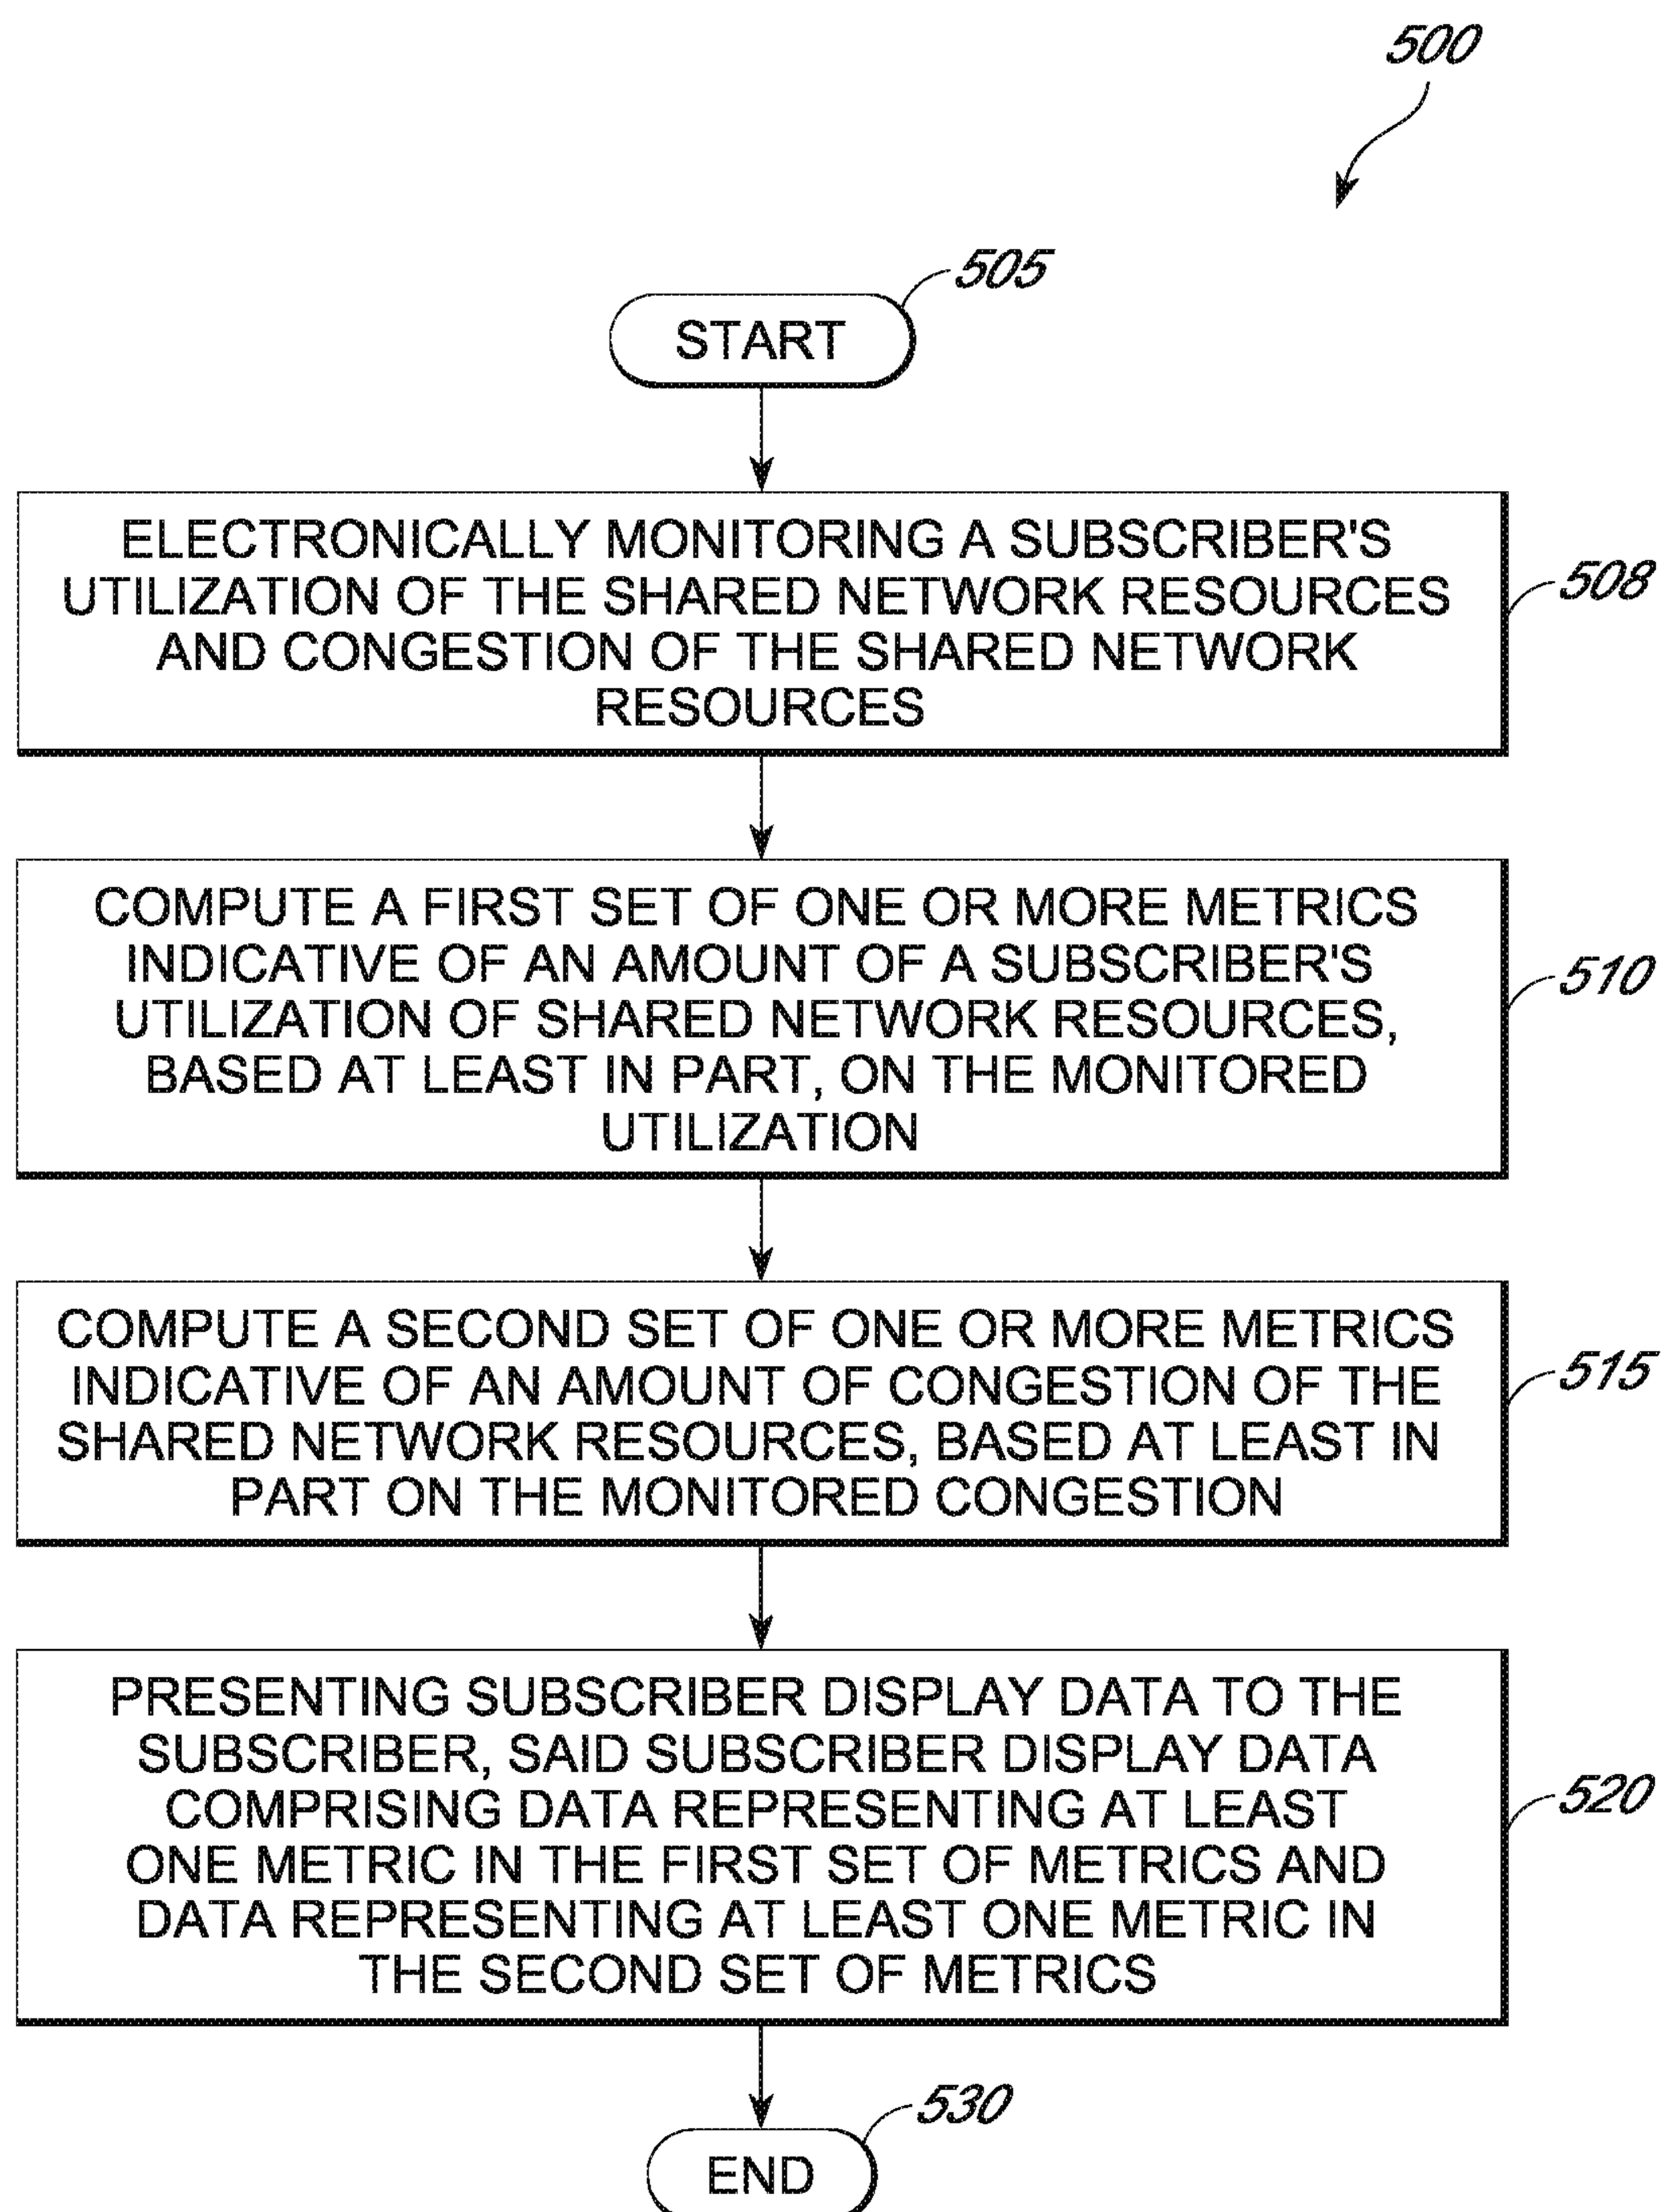 500
505
START
ELECTRONICALLY MONITORING A SUBSCRIBER'S
UTILIZATION OF THE SHARED NETWORK RESOURCES
AND CONGESTION OF THE SHARED NETWORK
RESOURCES
508
COMPUTE A FIRST SET OF ONE OR MORE METRICS
INDICATIVE OF AN AMOUNT OF A SUBSCRIBER'S
UTILIZATION OF SHARED NETWORK RESOURCES,
BASED AT LEAST IN PART, ON THE MONITORED
UTILIZATION
510
COMPUTE A SECOND SET OF ONE OR MORE METRICS
INDICATIVE OF AN AMOUNT OF CONGESTION OF THE
SHARED NETWORK RESOURCES, BASED AT LEAST IN
PART ON THE MONITORED CONGESTION
515
PRESENTING SUBSCRIBER DISPLAY DATA TO THE
SUBSCRIBER, SAID SUBSCRIBER DISPLAY DATA
COMPRISING DATA REPRESENTING AT LEAST
ONE METRIC IN THE FIRST SET OF METRICS AND
DATA REPRESENTING AT LEAST ONE METRIC IN
THE SECOND SET OF METRICS
520
530
END